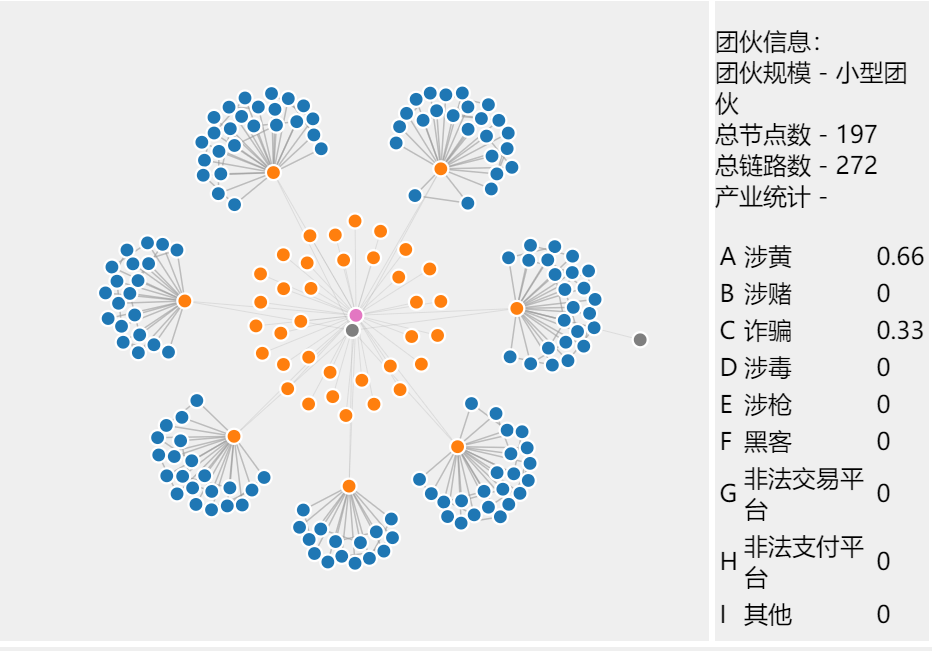 团伙信息：
团伙规模 - 小型团
伙
总节点数 - 197
总链路数 - 272
产业统计 -
A 涉黄 0.66
B 涉赌 0
C 诈骗 0.33
D 涉毒 0
E 涉枪 0
F 黑客 0
G 非法交易平
台 0
H 非法支付平
台 0
I 其他 0